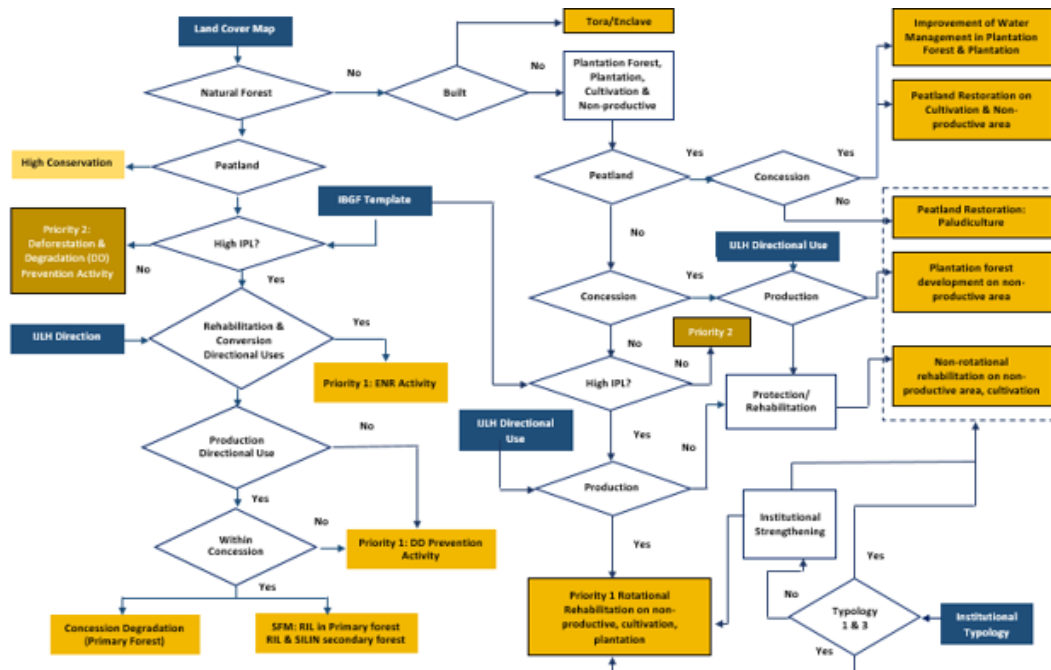 Land Cover Map
Tora/Enclave
Improvement of Water
Management in Plantation
Forest & Plantation
No
No
Natural Forest
Built
Plantation Forest,
Plantation,
Cultivation &
Non-productive
Peatland Restoration on
Cultivation & Non-
productive area
High Conservation
Peatland
Peatland
Yes
Yes
Concession
IBGF Template
No
Peatland Restoration:
Paludiculture
Priority 2:
Deforestation &
Degradation (DD)
Prevention Activity
High IPL?
No
No
IJLH Directional Use
Yes
Yes
Concession
Production
Plantation forest
development on non-
productive area
IJLH Direction
Rehabilitation &
Conversion
Directional Uses
Yes
Priority 2
No
No
High IPL?
Priority 1: ENR Activity
Protection/
Rehabilitation
Non-rotational
rehabilitation on non-
productive area, cultivation
IJLH Directional
Use
Yes
No
Production
Directional Use
No
Production
Yes
Institutional
Strengthening
Within
Concession
No
Priority 1: DD Prevention
Activity
Yes
Yes
Yes
No
Priority 1 Rotational
Rehabilitation on non-
productive, cultivation,
plantation
Typology
1 & 3
Institutional
Typology
Yes
Concession Degradation
(Primary Forest)
SFM: RIL in Primary forest
RIL & SILIN secondary forest